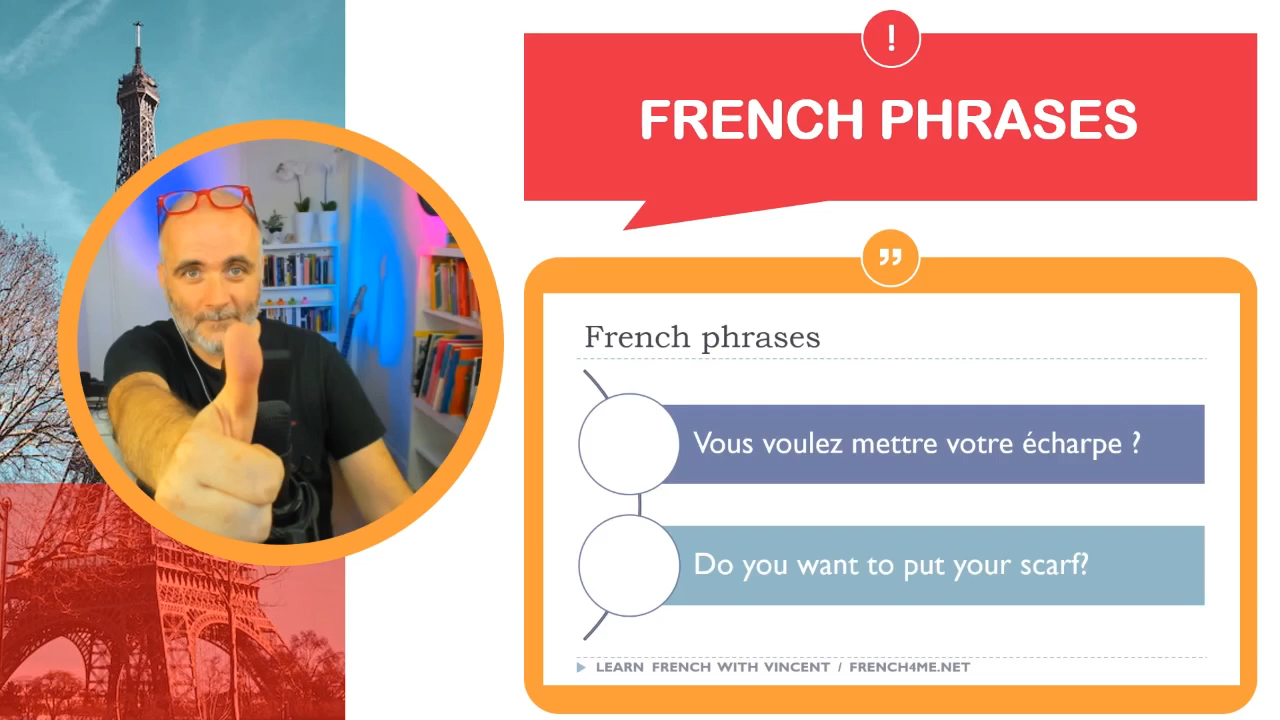 !
FRENCH PHRASES
”
French phrases
Vous voulez mettre votre écharpe ?
Do you want to put your scarf?
LEARN FRENCH WITH VINCENT / FRENCH4ME.NET